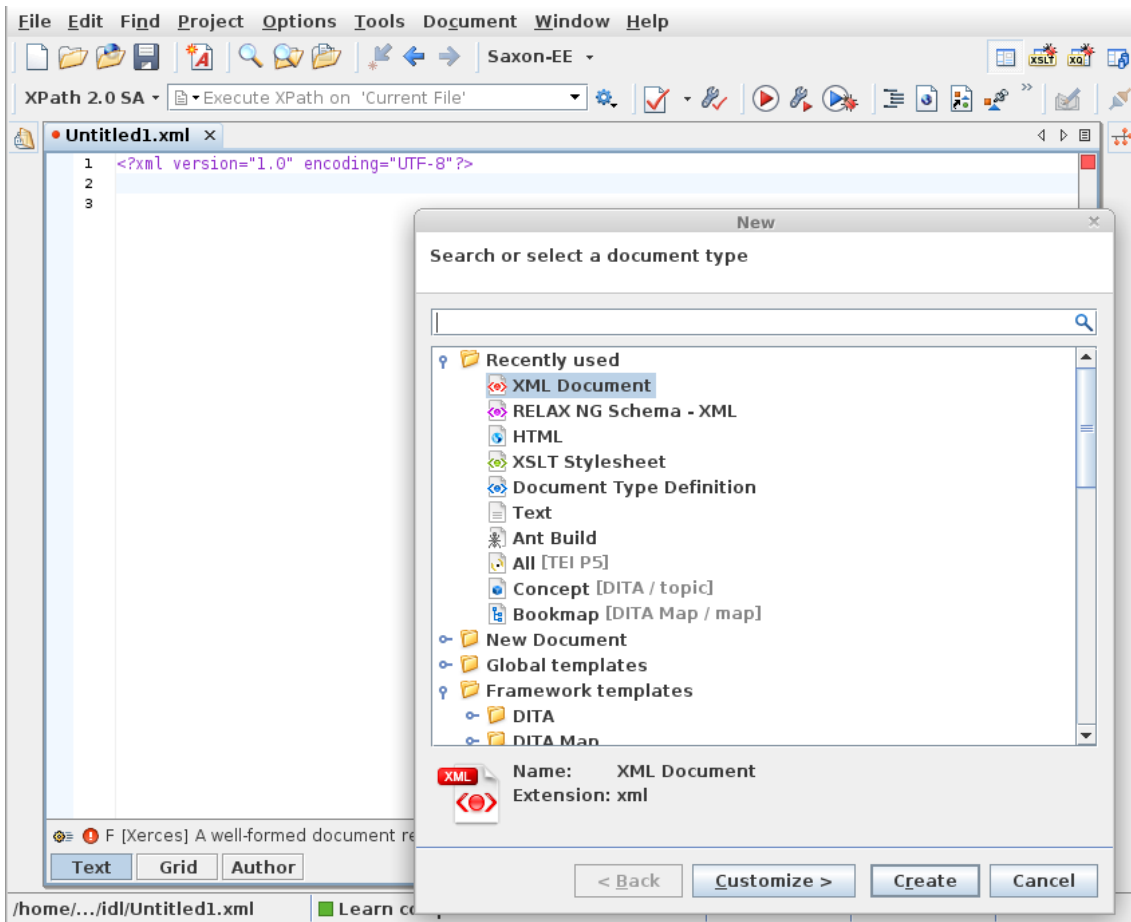 File Edit Find Project Options Tools Document Window Help
Saxon-EE
XSLT XQ
XPath 2.0 SA Execute XPath on 'Current File'
Untitled1.xml
1 <?xml version="1.0" encoding="UTF-8"?>
2
3
New
Search or select a document type
Recently used
XML Document
RELAX NG Schema - XML
HTML
XSLT Stylesheet
Document Type Definition
Text
Ant Build
All [TEI P5]
Concept [DITA / topic]
Bookmap [DITA Map / map]
New Document
Global templates
Framework templates
DITA
DITA Map
XML
Name: XML Document
Extension: xml
F [Xerces] A well-formed document
Text Grid Author
< Back Customize > Create Cancel
/home/.../idl/Untitled1.xml Learn